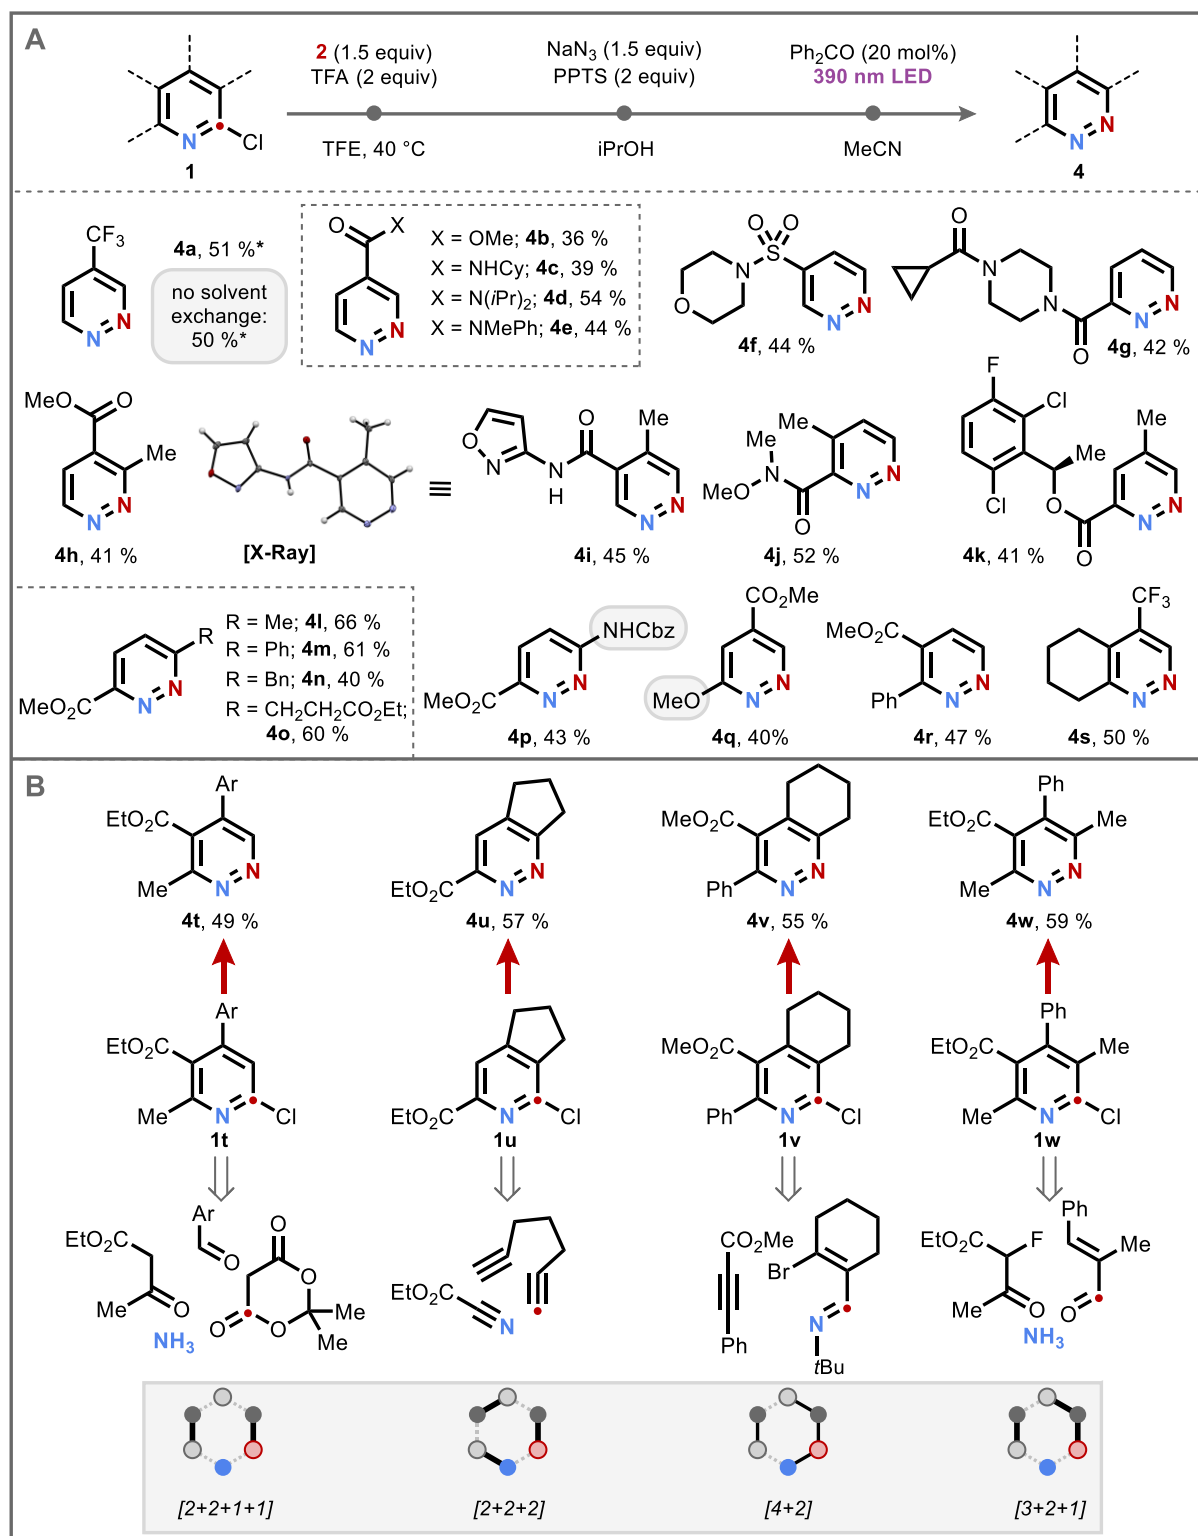 A
1
N
Cl
2 (1.5 equiv)
TFA (2 equiv)
TFE, 40 °C
NaN3 (1.5 equiv)
PPTS (2 equiv)
iPrOH
Ph2CO (20 mol%)
390 nm LED
MeCN
N
N
4
CF3
N
N
4a, 51 %*
no solvent
exchange:
50 %*
O
X
N
N
X = OMe; 4b, 36 %
X = NHCy; 4c, 39 %
X = N(iPr)2; 4d, 54 %
X = NMePh; 4e, 44 %
O
O
S
N
O
N
N
4f, 44 %
O
N
N
O
N
N
4g, 42 %
MeO
O
Me
N
N
4h, 41 %
[X-Ray]
≡
O
N
N
H
O
Me
N
N
4i, 45 %
Me
Me
N
MeO
O
N
N
4j, 52 %
F
Cl
Cl
Me
O
O
Me
N
N
4k, 41 %
R
N
N
MeO2C
R = Me; 4l, 66 %
R = Ph; 4m, 61 %
R = Bn; 4n, 40 %
R = CH2CH2CO2Et;
4o, 60 %
NHCbz
N
N
MeO2C
4p, 43 %
CO2Me
MeO
N
N
4q, 40%
MeO2C
Ph
N
N
4r, 47 %
CF3
N
N
4s, 50 %
B
Ar
EtO2C
Me
N
N
4t, 49 %
EtO2C
N
N
4u, 57 %
MeO2C
Ph
N
N
4v, 55 %
Ph
EtO2C
Me
Me
N
N
4w, 59 %
Ar
EtO2C
Me
N
Cl
1t
EtO2C
N
Cl
1u
MeO2C
Ph
N
Cl
1v
Ph
EtO2C
Me
Me
N
Cl
1w
Ar
O
EtO2C
Me
O
NH3
O
O
O
O
Me
Me
EtO2C
N
CO2Me
Ph
Br
N
tBu
EtO2C
F
Me
O
NH3
Ph
Me
O
[2+2+1+1]
[2+2+2]
[4+2]
[3+2+1]